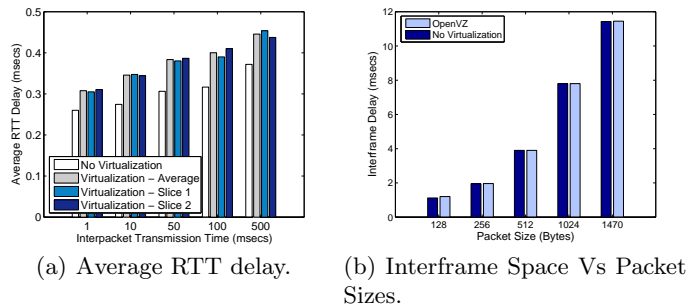 0.5
0.4
0.3
0.2
0.1
0
Average RTT Delay (msecs)
No Virtualization
Virtualization – Average
Virtualization – Slice 1
Virtualization – Slice 2
1 10 50 100 500
Interpacket Transmission Time (msecs)
(a) Average RTT delay.
12
10
8
6
4
2
0
Interframe Delay (msecs)
OpenVZ
No Virtualization
128 256 512 1024 1470
Packet Size (Bytes)
(b) Interframe Space Vs Packet
Sizes.